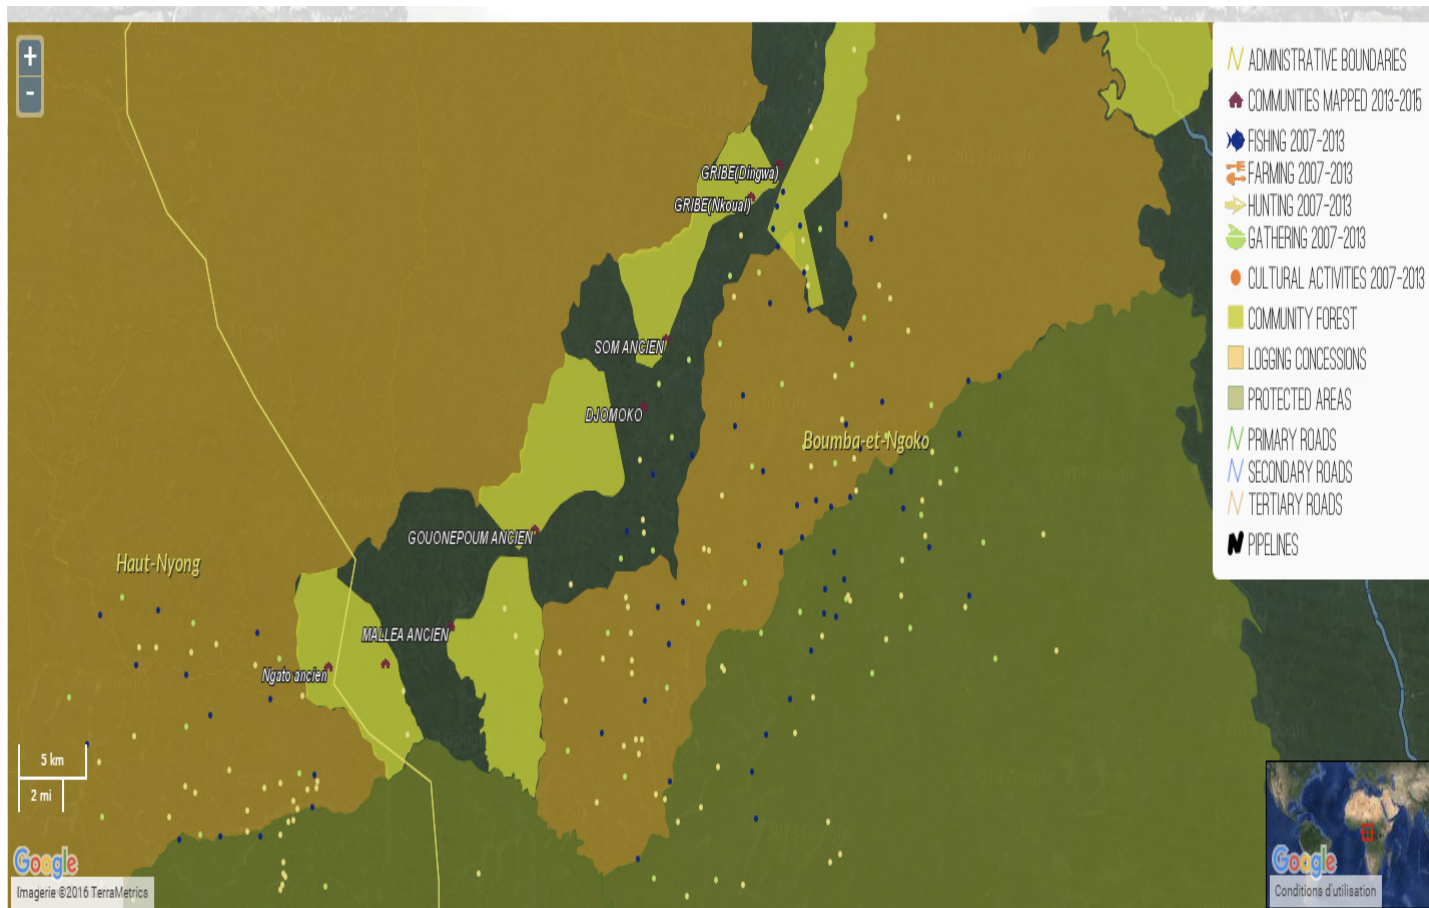 +
-
ADMINISTRATIVE BOUNDARIES
COMMUNITIES MAPPED 2013-2015
FISHING 2007-2013
FARMING 2007-2013
HUNTING 2007-2013
GATHERING 2007-2013
CULTURAL ACTIVITIES 2007-2013
COMMUNITY FOREST
LOGGING CONCESSIONS
PROTECTED AREAS
PRIMARY ROADS
SECONDARY ROADS
TERTIARY ROADS
PIPELINES
GRIBE(Dingwa)
GRIBE(Nkoual)
SOM ANCIEN
DJOMOKO
Boumba-et-Ngoko
GOUONEPOUM ANCIEN
Haut-Nyong
MALLEA ANCIEN
Ngato ancien
5 km
2 mi
Google
Imagerie ©2016 TerraMetrics
Google
Conditions d'utilisation